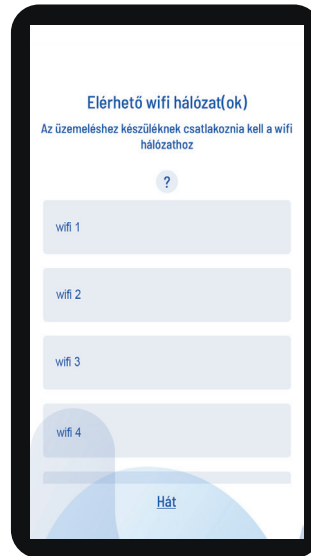 Elérhető wifi hálózat(ok)
Az üzemeléshez készüléknek csatlakoznia kell a wifi
hálózathoz
?
wifi 1
wifi 2
wifi 3
wifi 4
Hát